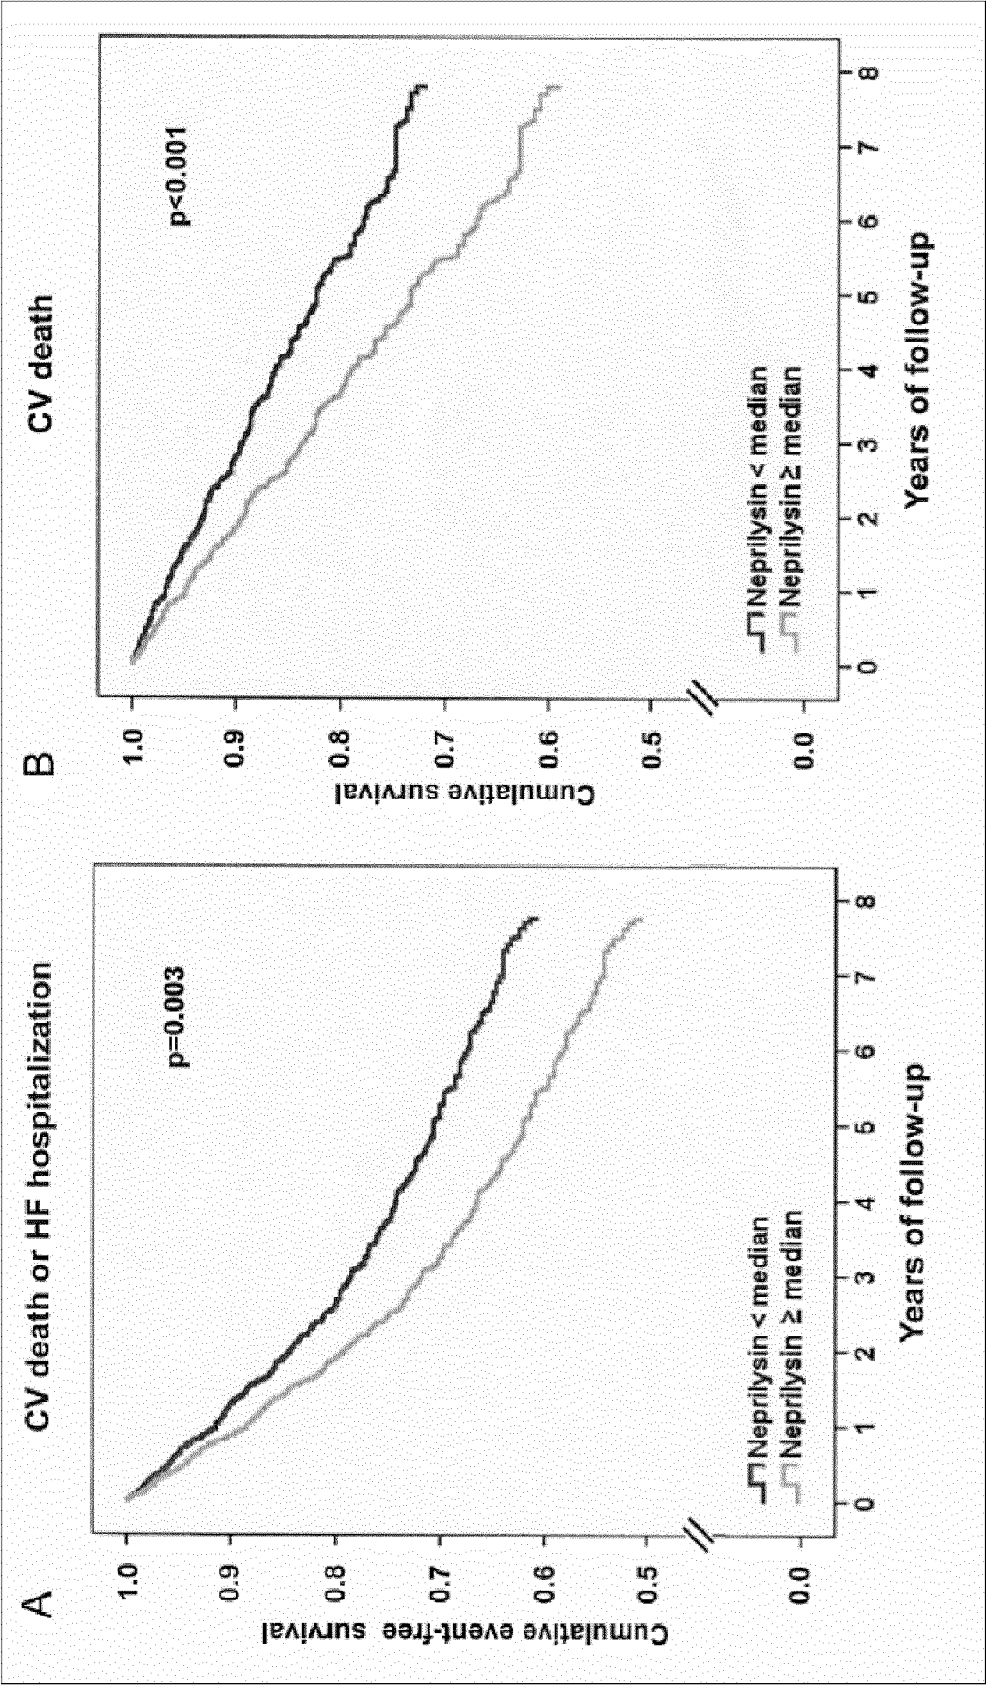 A
CV death or HF hospitalization
p=0.003
Cumulative event-free survival
1.0
0.9
0.8
0.7
0.6
0.5
0.0
Neprilysin < median
Neprilysin ≥ median
0 1 2 3 4 5 6 7 8
Years of follow-up
B
CV death
p<0.001
Cumulative survival
1.0
0.9
0.8
0.7
0.6
0.5
0.0
Neprilysin < median
Neprilysin ≥ median
0 1 2 3 4 5 6 7 8
Years of follow-up